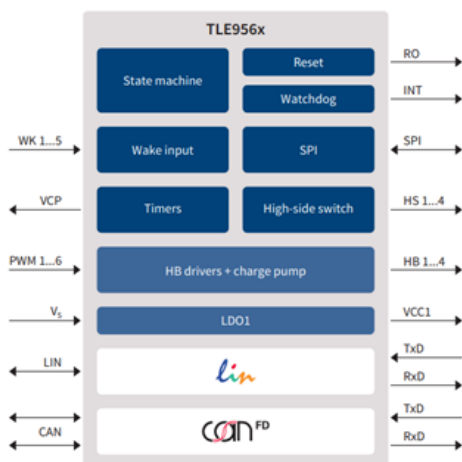 TLE956x
State machine
Reset
RO
Watchdog
INT
WK 1...5
Wake input
SPI
SPI
VCP
Timers
High-side switch
HS 1...4
PWM 1...6
HB drivers + charge pump
HB 1...4
Vs
LDO1
VCC1
LIN
lin
TxD
RxD
CAN
CAN FD
TxD
RxD